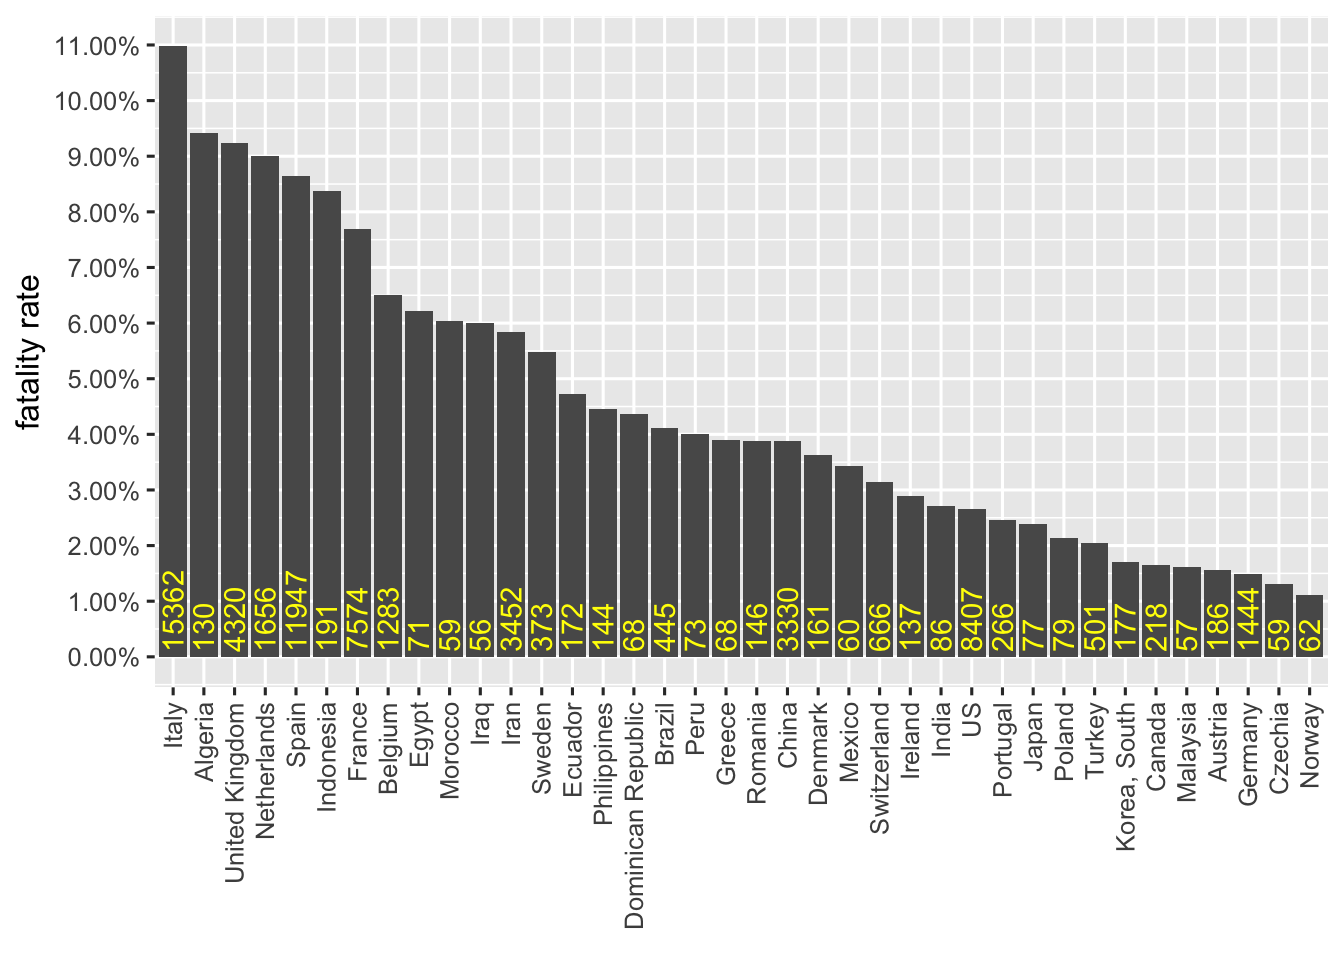 fatality rate
11.00%
10.00%
9.00%
8.00%
7.00%
6.00%
5.00%
4.00%
3.00%
2.00%
1.00%
0.00%
15362
130
4320
1656
11947
191
7574
1283
71
59
56
3452
373
172
144
68
445
73
68
146
3330
161
60
666
137
86
8407
266
77
79
501
177
218
57
186
1444
59
62
Italy
Algeria
United Kingdom
Netherlands
Spain
Indonesia
France
Belgium
Egypt
Morocco
Iraq
Iran
Sweden
Ecuador
Philippines
Dominican Republic
Brazil
Peru
Greece
Romania
China
Denmark
Mexico
Switzerland
Ireland
India
US
Portugal
Japan
Poland
Turkey
Korea, South
Canada
Malaysia
Austria
Germany
Czechia
Norway